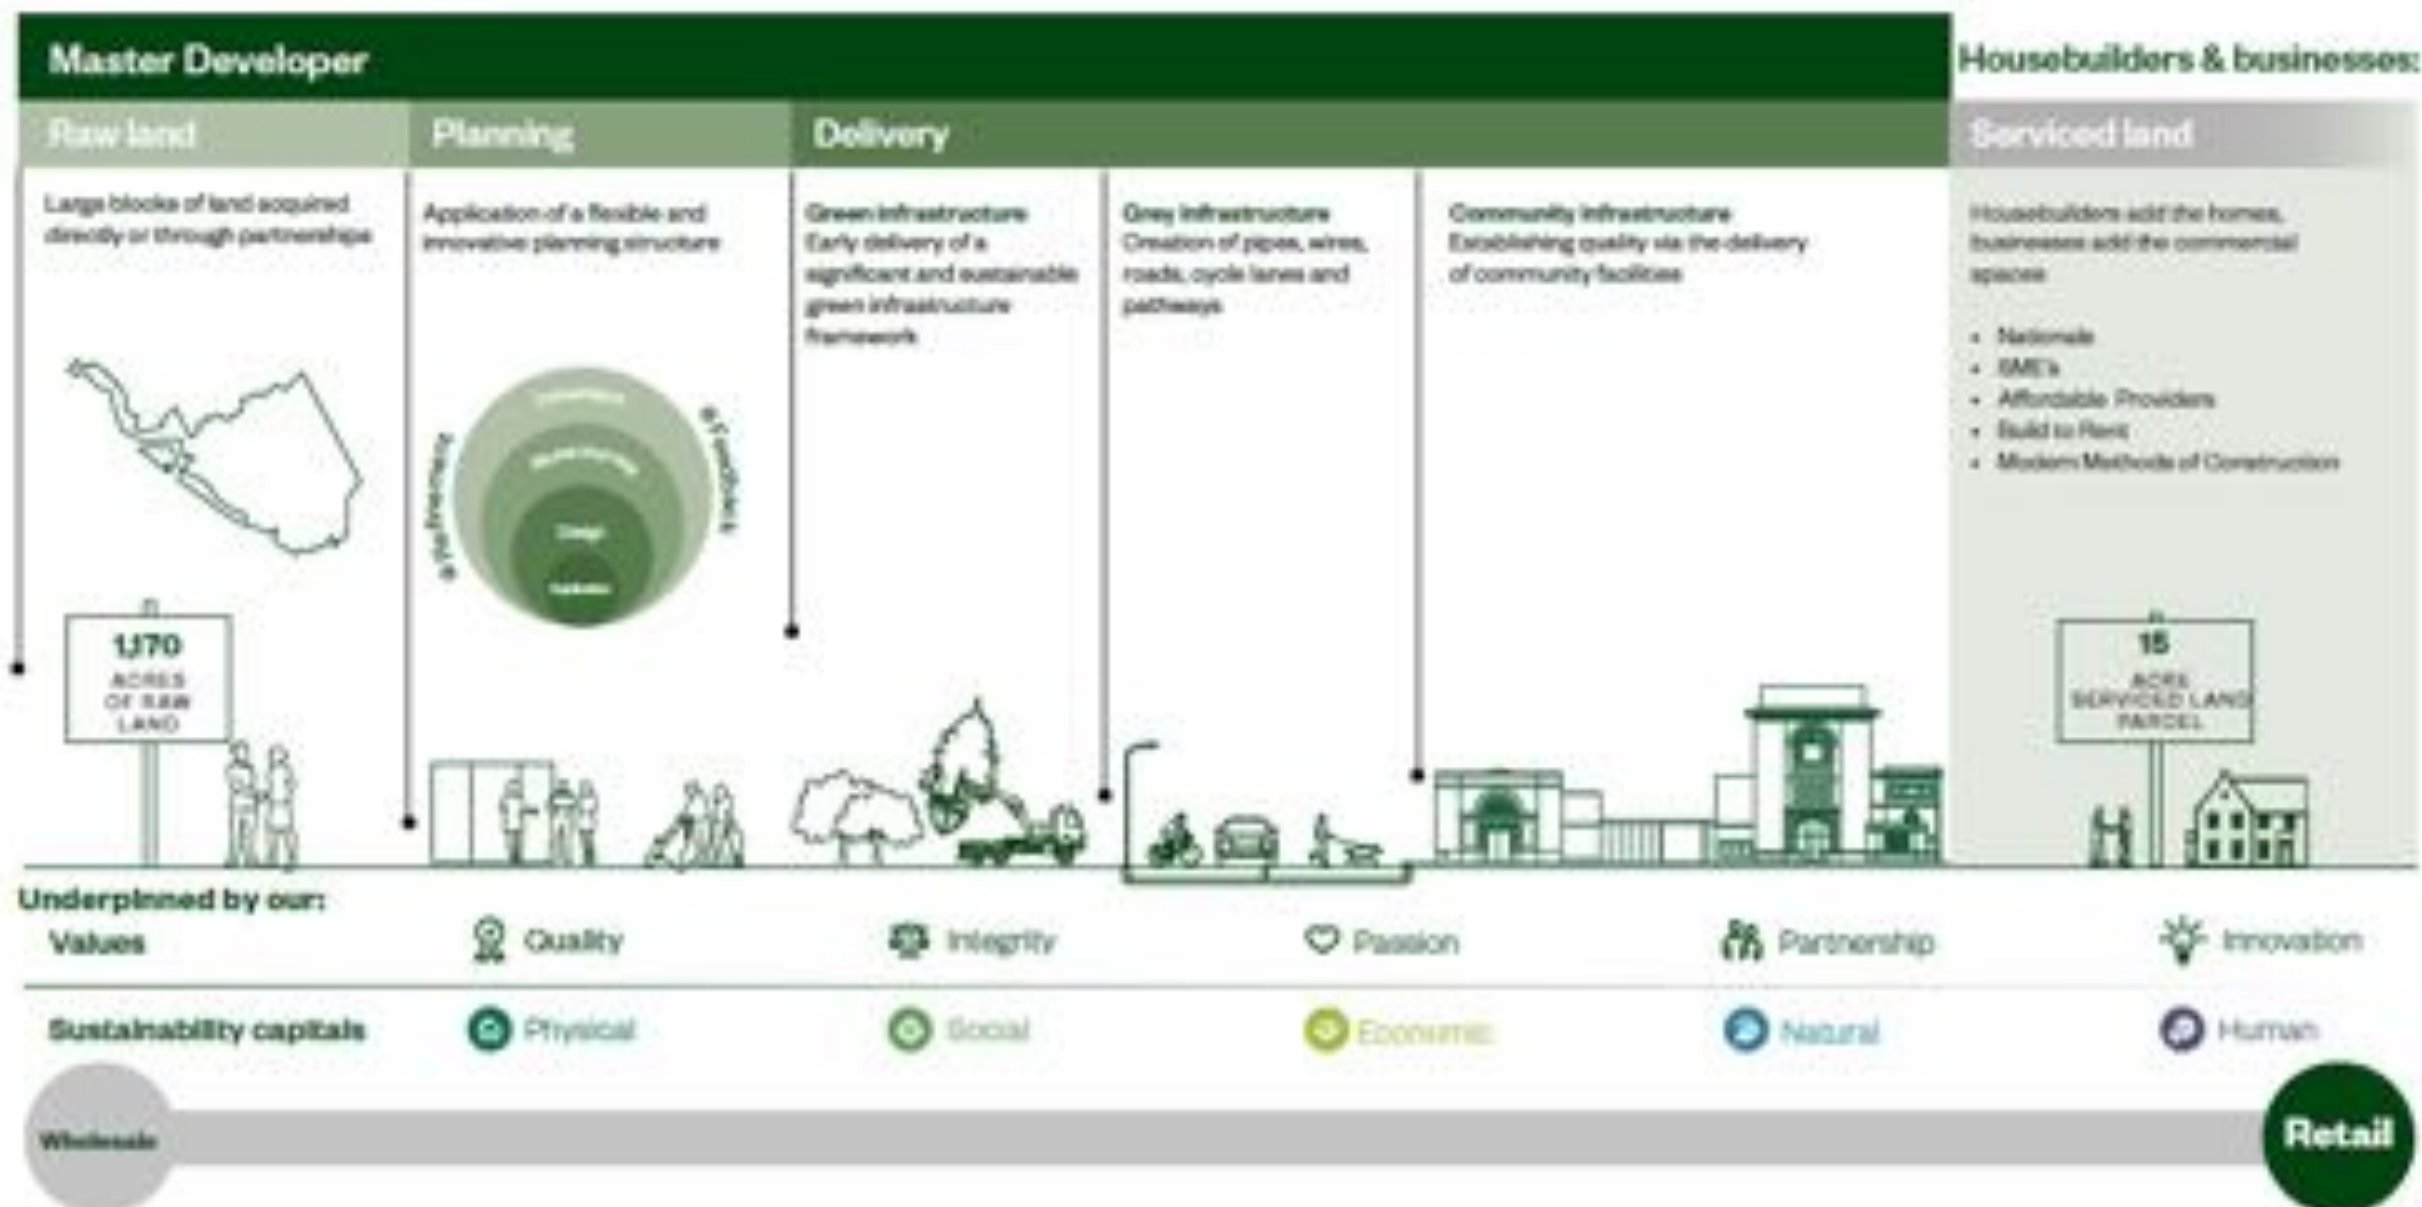 Master Developer
Housebuilders & businesses:
Raw land
Planning
Delivery
Serviced land
Large blocks of land acquired
directly or through partnerships
Application of a flexible and
innovative planning structure
Green infrastructure
Early delivery of a
significant and sustainable
green infrastructure
framework
Grey infrastructure
Creation of pipes, wires,
roads, cycle lanes and
pathways
Community infrastructure
Establishing quality via the delivery
of community facilities
Housebuilders add the homes,
businesses add the commercial
spaces
• Nationals
• SME's
• Affordable Providers
• Build to Rent
• Modern Methods of Construction
Design
1,170
ACRES
OF RAW
LAND
15
ACRE
SERVICED LAND
PARCEL
Underpinned by our:
Values
Quality
Integrity
Passion
Partnership
Innovation
Sustainability capitals
Physical
Social
Economic
Natural
Human
Wholesale
Retail